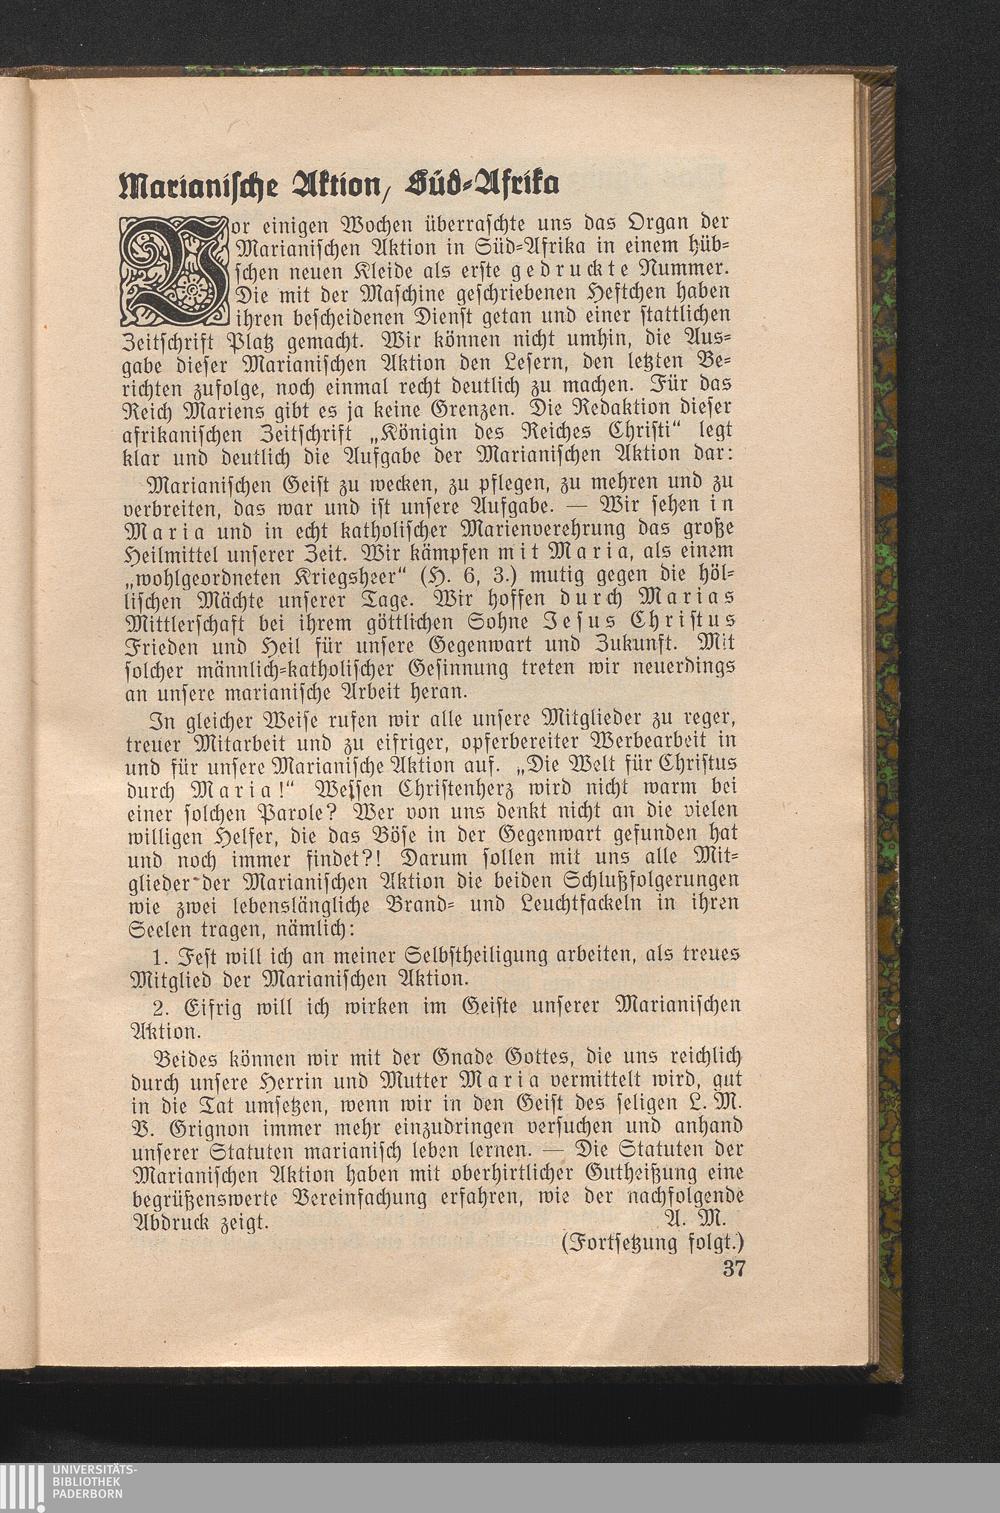 Marianische Aktion, Süd-Afrika
Vor einigen Wochen überraschte uns das Organ der
Marianischen Aktion in Süd-Afrika in einem hüb-
schen neuen Kleide als erste gedruckte Nummer.
Die mit der Maschine geschriebenen Heftchen haben
ihren bescheidenen Dienst getan und einer stattlichen
Zeitschrift Platz gemacht. Wir können nicht umhin, die Aus-
gabe dieser Marianischen Aktion den Lesern, den letzten Be-
richten zufolge, noch einmal recht deutlich zu machen. Für das
Reich Mariens gibt es ja keine Grenzen. Die Redaktion dieser
afrikanischen Zeitschrift „Königin des Reiches Christi“ legt
klar und deutlich die Aufgabe der Marianischen Aktion dar:
Marianischen Geist zu wecken, zu pflegen, zu mehren und zu
verbreiten, das war und ist unsere Aufgabe. — Wir sehen in
Maria und in echt katholischer Marienverehrung das große
Heilmittel unserer Zeit. Wir kämpfen mit Maria, als einem
„wohlgeordneten Kriegsheer“ (H. 6, 3.) mutig gegen die höl-
lischen Mächte unserer Tage. Wir hoffen durch Marias
Mittlerschaft bei ihrem göttlichen Sohne Jesus Christus
Frieden und Heil für unsere Gegenwart und Zukunft. Mit
solcher männlich-katholischer Gesinnung treten wir neuerdings
an unsere marianische Arbeit heran.
In gleicher Weise rufen wir alle unsere Mitglieder zu reger,
treuer Mitarbeit und zu eifriger, opferbereiter Werbearbeit in
und für unsere Marianische Aktion auf. „Die Welt für Christus
durch Maria!“ Wessen Christenherz wird nicht warm bei
einer solchen Parole? Wer von uns denkt nicht an die vielen
willigen Helfer, die das Böse in der Gegenwart gefunden hat
und noch immer findet?! Darum sollen mit uns alle Mit-
glieder der Marianischen Aktion die beiden Schlußfolgerungen
wie zwei lebenslängliche Brand- und Leuchtfackeln in ihren
Seelen tragen, nämlich:
1. Fest will ich an meiner Selbstheiligung arbeiten, als treues
Mitglied der Marianischen Aktion.
2. Eifrig will ich wirken im Geiste unserer Marianischen
Aktion.
Beides können wir mit der Gnade Gottes, die uns reichlich
durch unsere Herrin und Mutter Maria vermittelt wird, gut
in die Tat umsetzen, wenn wir in den Geist des seligen L. M.
V. Grignon immer mehr einzudringen versuchen und anhand
unserer Statuten marianisch leben lernen. — Die Statuten der
Marianischen Aktion haben mit oberhirtlicher Gutheißung eine
begrüßenswerte Vereinfachung erfahren, wie der nachfolgende
Abdruck zeigt. A. M.
(Fortsetzung folgt.)
37
UNIVERSITÄTS-
BIBLIOTHEK
PADERBORN